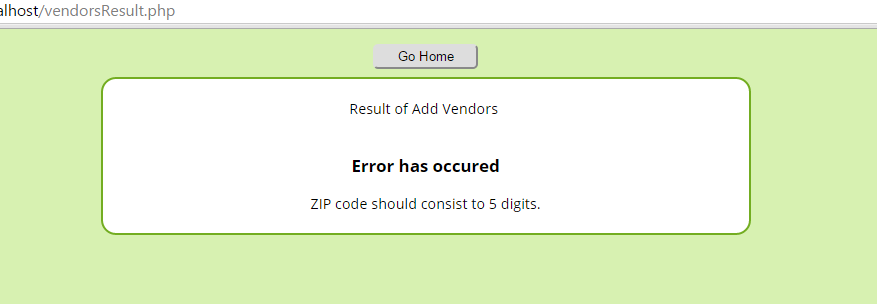 alhost/vendorsResult.php
Go Home
Result of Add Vendors
Error has occured
ZIP code should consist to 5 digits.